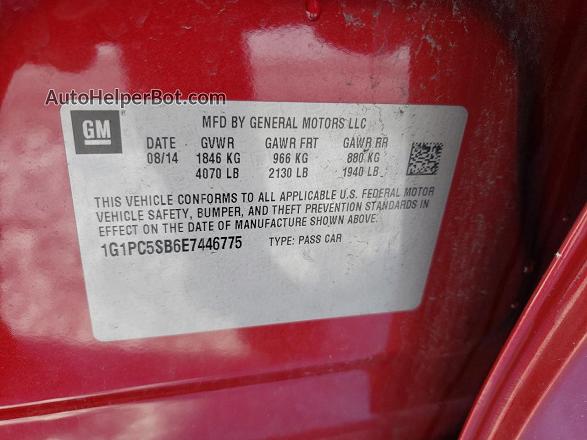 AutoHelperBot.com
GM
MFD BY GENERAL MOTORS LLC
DATE GVWR GAWR FRT GAWR RR
08/14 1846 KG 966 KG 880 KG
4070 LB 2130 LB 1940 LB
THIS VEHICLE CONFORMS TO ALL APPLICABLE U.S. FEDERAL MOTOR
VEHICLE SAFETY, BUMPER, AND THEFT PREVENTION STANDARDS IN
EFFECT ON THE DATE OF MANUFACTURE SHOWN ABOVE.
1G1PC5SB6E7446775 TYPE: PASS CAR